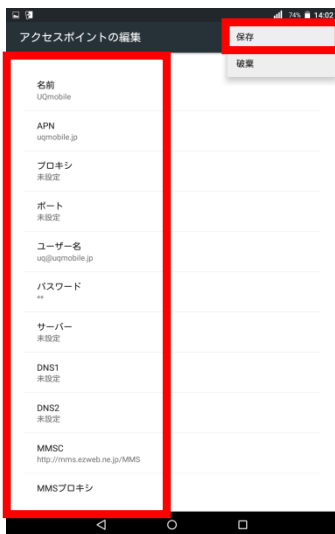 74% 14:02
アクセスポイントの編集
保存
破棄
名前
UQmobile
APN
uqmobile.jp
プロキシ
未設定
ポート
未設定
ユーザー名
uq@uqmobile.jp
パスワード
**
サーバー
未設定
DNS1
未設定
DNS2
未設定
MMSC
http://mms.ezweb.ne.jp/MMS
MMSプロキシ